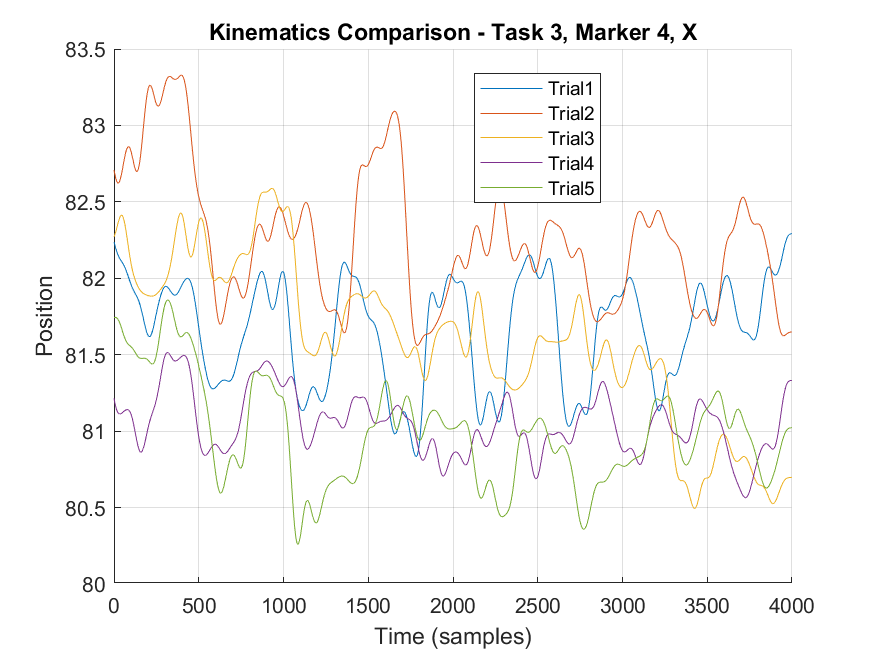 Kinematics Comparison - Task 3, Marker 4, X
83.5
83
82.5
82
81.5
81
80.5
80
Position
Trial1
Trial2
Trial3
Trial4
Trial5
0 500 1000 1500 2000 2500 3000 3500 4000
Time (samples)